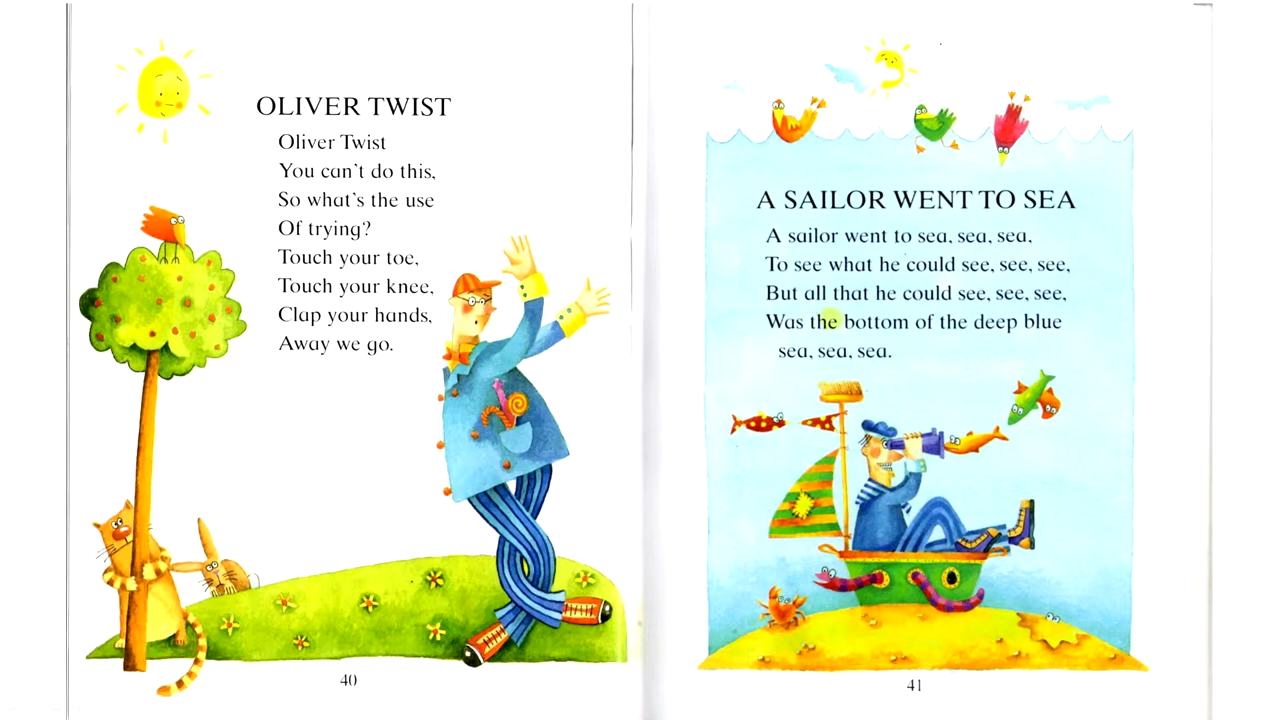 OLIVER TWIST
Oliver Twist
You can't do this,
So what's the use
Of trying?
Touch your toe,
Touch your knee,
Clap your hands,
Away we go.
40
A SAILOR WENT TO SEA
A sailor went to sea, sea, sea,
To see what he could see, see, see,
But all that he could see, see, see,
Was the bottom of the deep blue
sea, sea, sea.
41